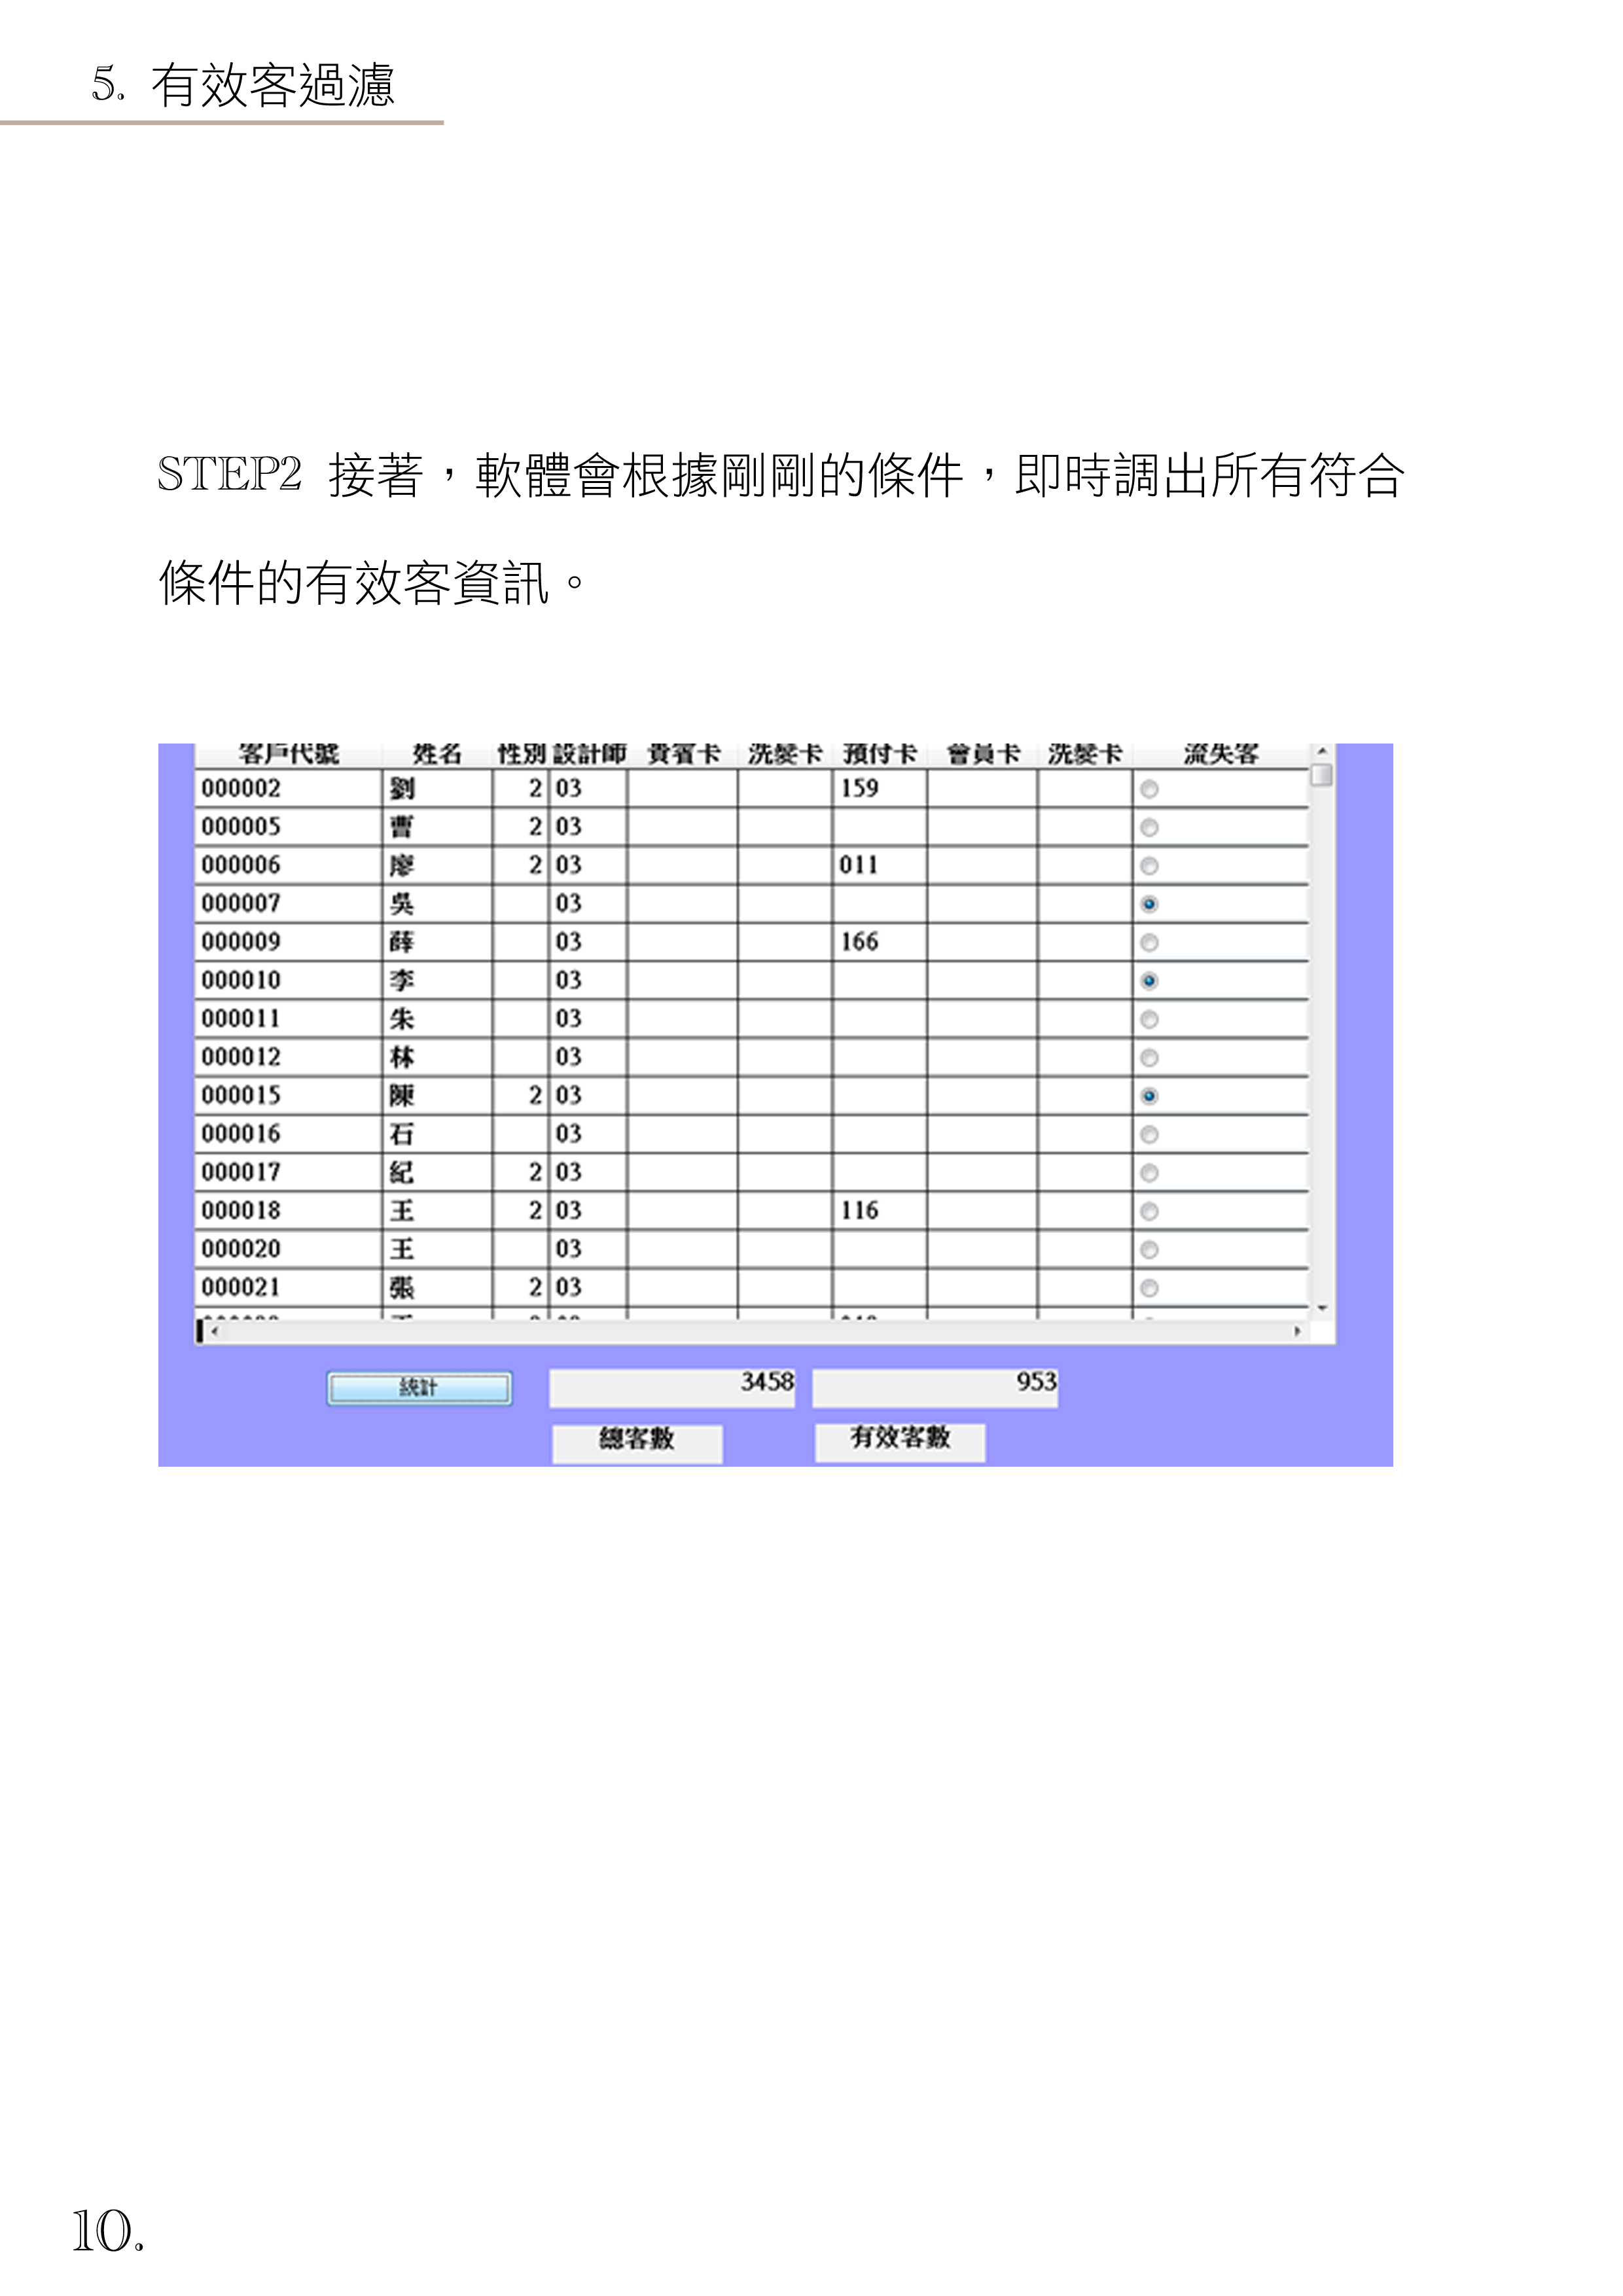 5. 有效客過濾
STEP2 接著，軟體會根據剛剛的條件，即時調出所有符合
條件的有效客資訊。
客戶代號 姓名 性別 設計師 貴賓卡 洗髮卡 預付卡 會員卡 洗髮卡 流失客
000002 劉 2 03 159
000005 曹 2 03
000006 廖 2 03 011
000007 吳 03
000009 薛 03 166
000010 李 03
000011 朱 03
000012 林 03
000015 陳 2 03
000016 石 03
000017 紀 2 03
000018 王 2 03 116
000020 王 03
000021 張 2 03
統計 3458 953
總客數 有效客數
10.